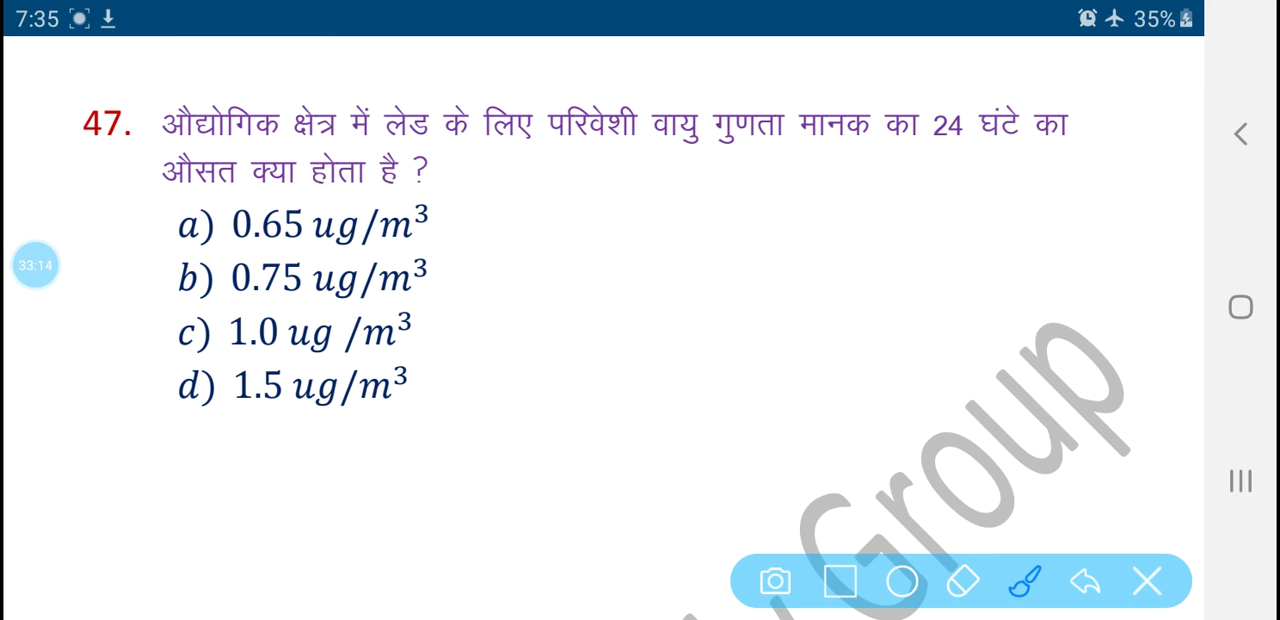 7:35
35%
47. औद्योगिक क्षेत्र में लेड के लिए परिवेशी वायु गुणता मानक का 24 घंटे का
औसत क्या होता है ?
a) 0.65 ug/m³
33:14
b) 0.75 ug/m³
c) 1.0 ug /m³
d) 1.5 ug/m³
Group